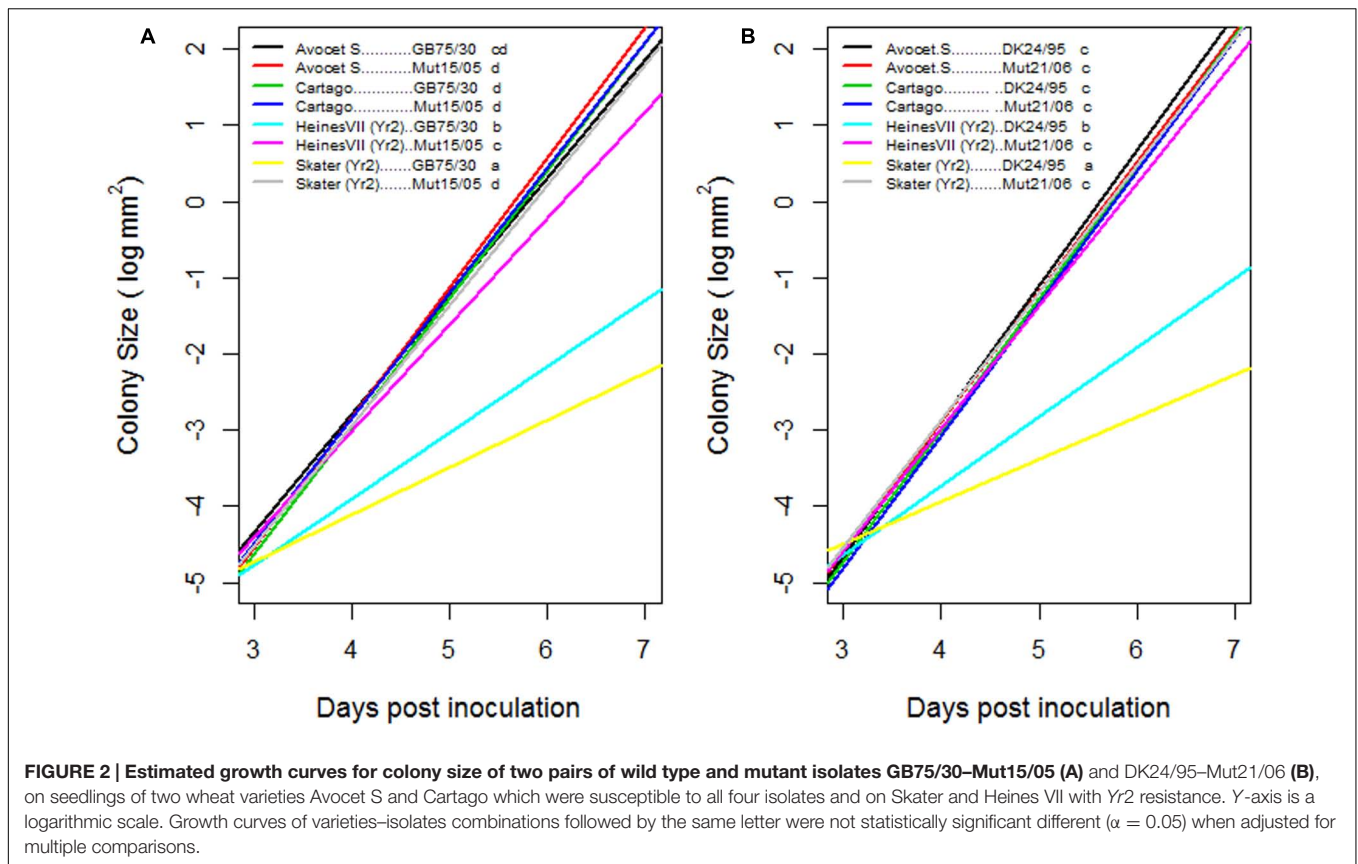 A
Avocet S...........GB75/30 cd
Avocet S............Mut15/05 d
Cartago.............GB75/30 d
Cartago.............Mut15/05 d
HeinesVII (Yr2)..GB75/30 b
HeinesVII (Yr2)..Mut15/05 c
Skater (Yr2).......GB75/30 a
Skater (Yr2).......Mut15/05 d
2
1
0
-1
-2
-3
-4
-5
Colony Size ( log mm²)
3 4 5 6 7
Days post inoculation
B
Avocet.S...........DK24/95 c
Avocet.S............Mut21/06 c
Cartago.......... ..DK24/95 c
Cartago.......... ..Mut21/06 c
HeinesVII (Yr2)..DK24/95 b
HeinesVII (Yr2)..Mut21/06 c
Skater (Yr2).......DK24/95 a
Skater (Yr2).......Mut21/06 c
2
1
0
-1
-2
-3
-4
-5
Colony Size ( log mm²)
3 4 5 6 7
Days post inoculation
FIGURE 2 | Estimated growth curves for colony size of two pairs of wild type and mutant isolates GB75/30–Mut15/05 (A) and DK24/95–Mut21/06 (B),
on seedlings of two wheat varieties Avocet S and Cartago which were susceptible to all four isolates and on Skater and Heines VII with Yr2 resistance. Y-axis is a
logarithmic scale. Growth curves of varieties–isolates combinations followed by the same letter were not statistically significant different (α = 0.05) when adjusted for
multiple comparisons.